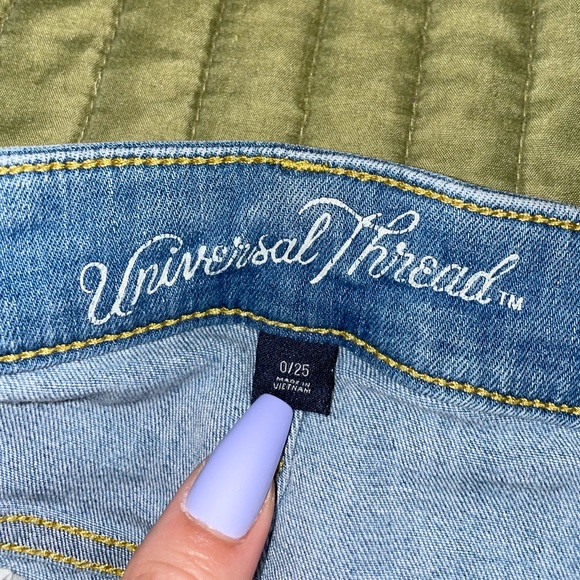 Universal Thread™
0/25
MADE IN
VIETNAM